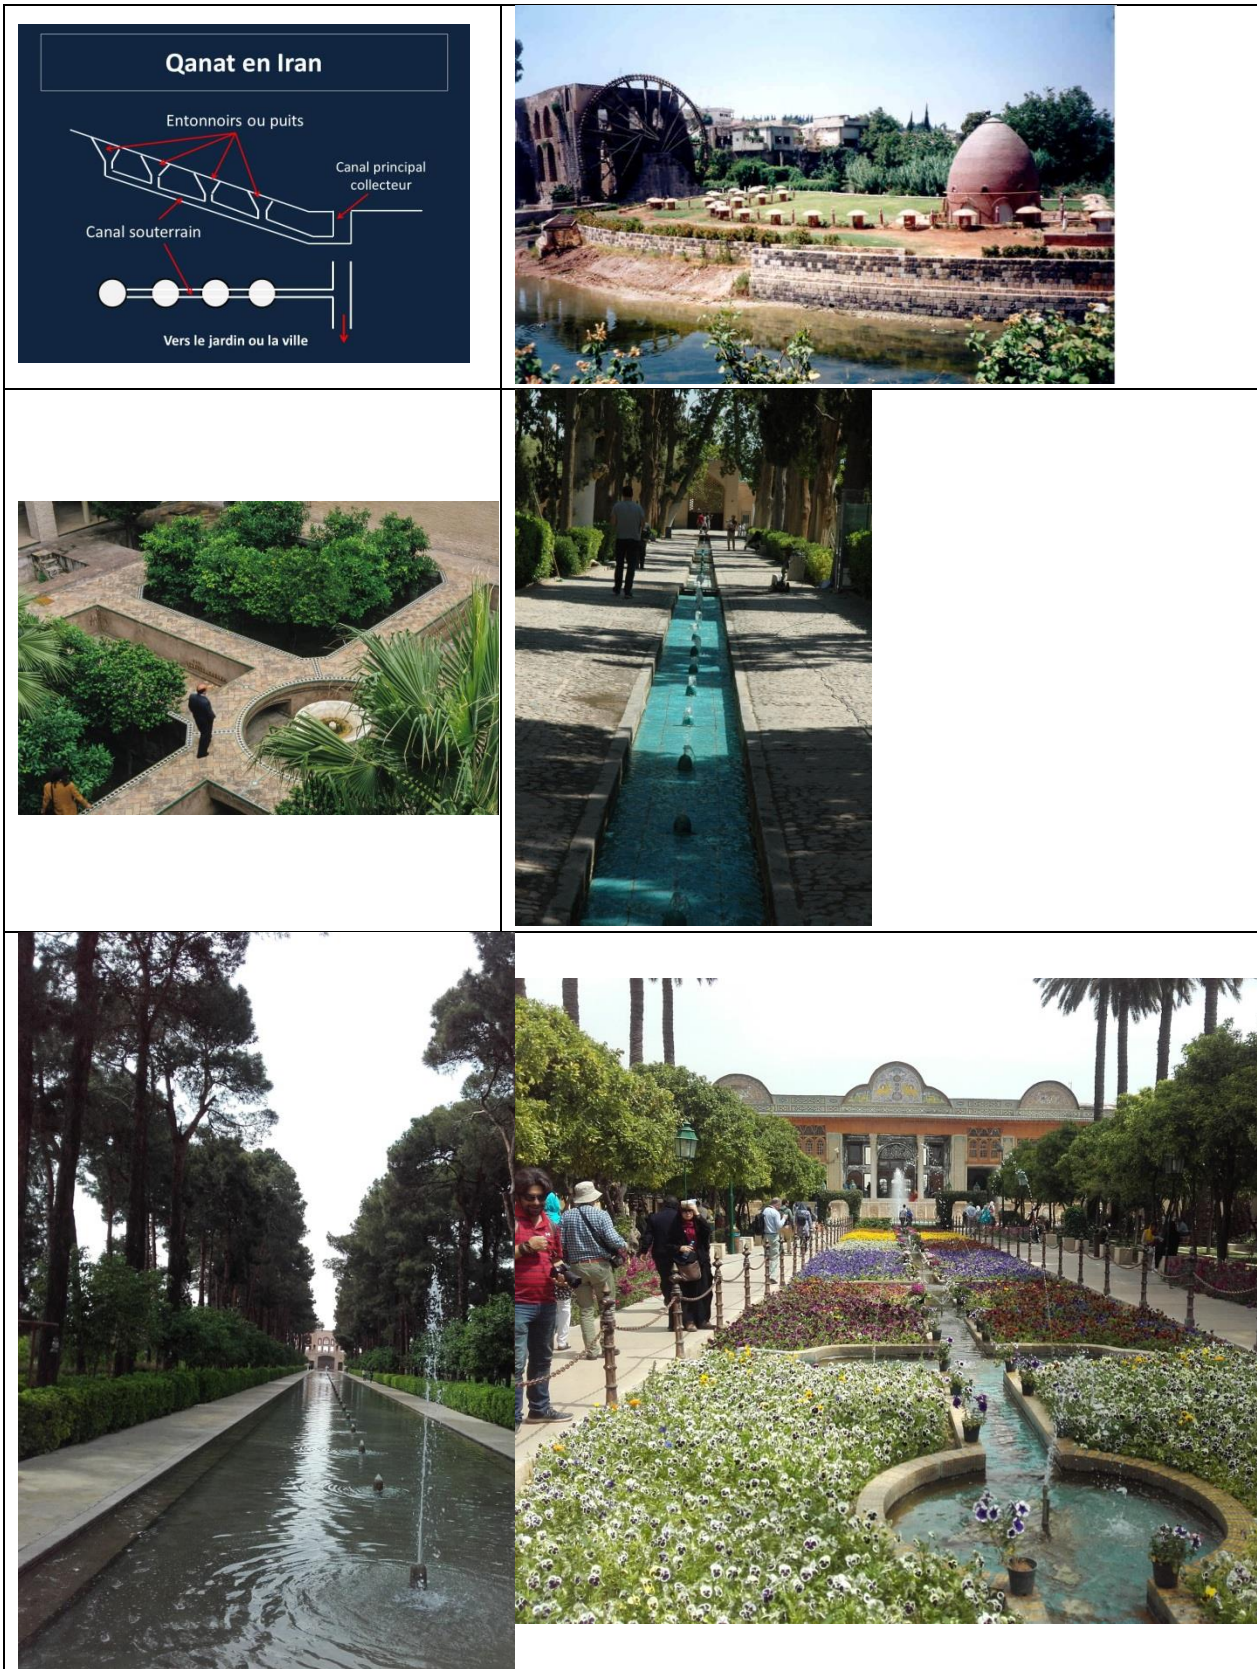 Qanat en Iran
Entonnoirs ou puits
Canal principal
collecteur
Canal souterrain
Vers le jardin ou la ville